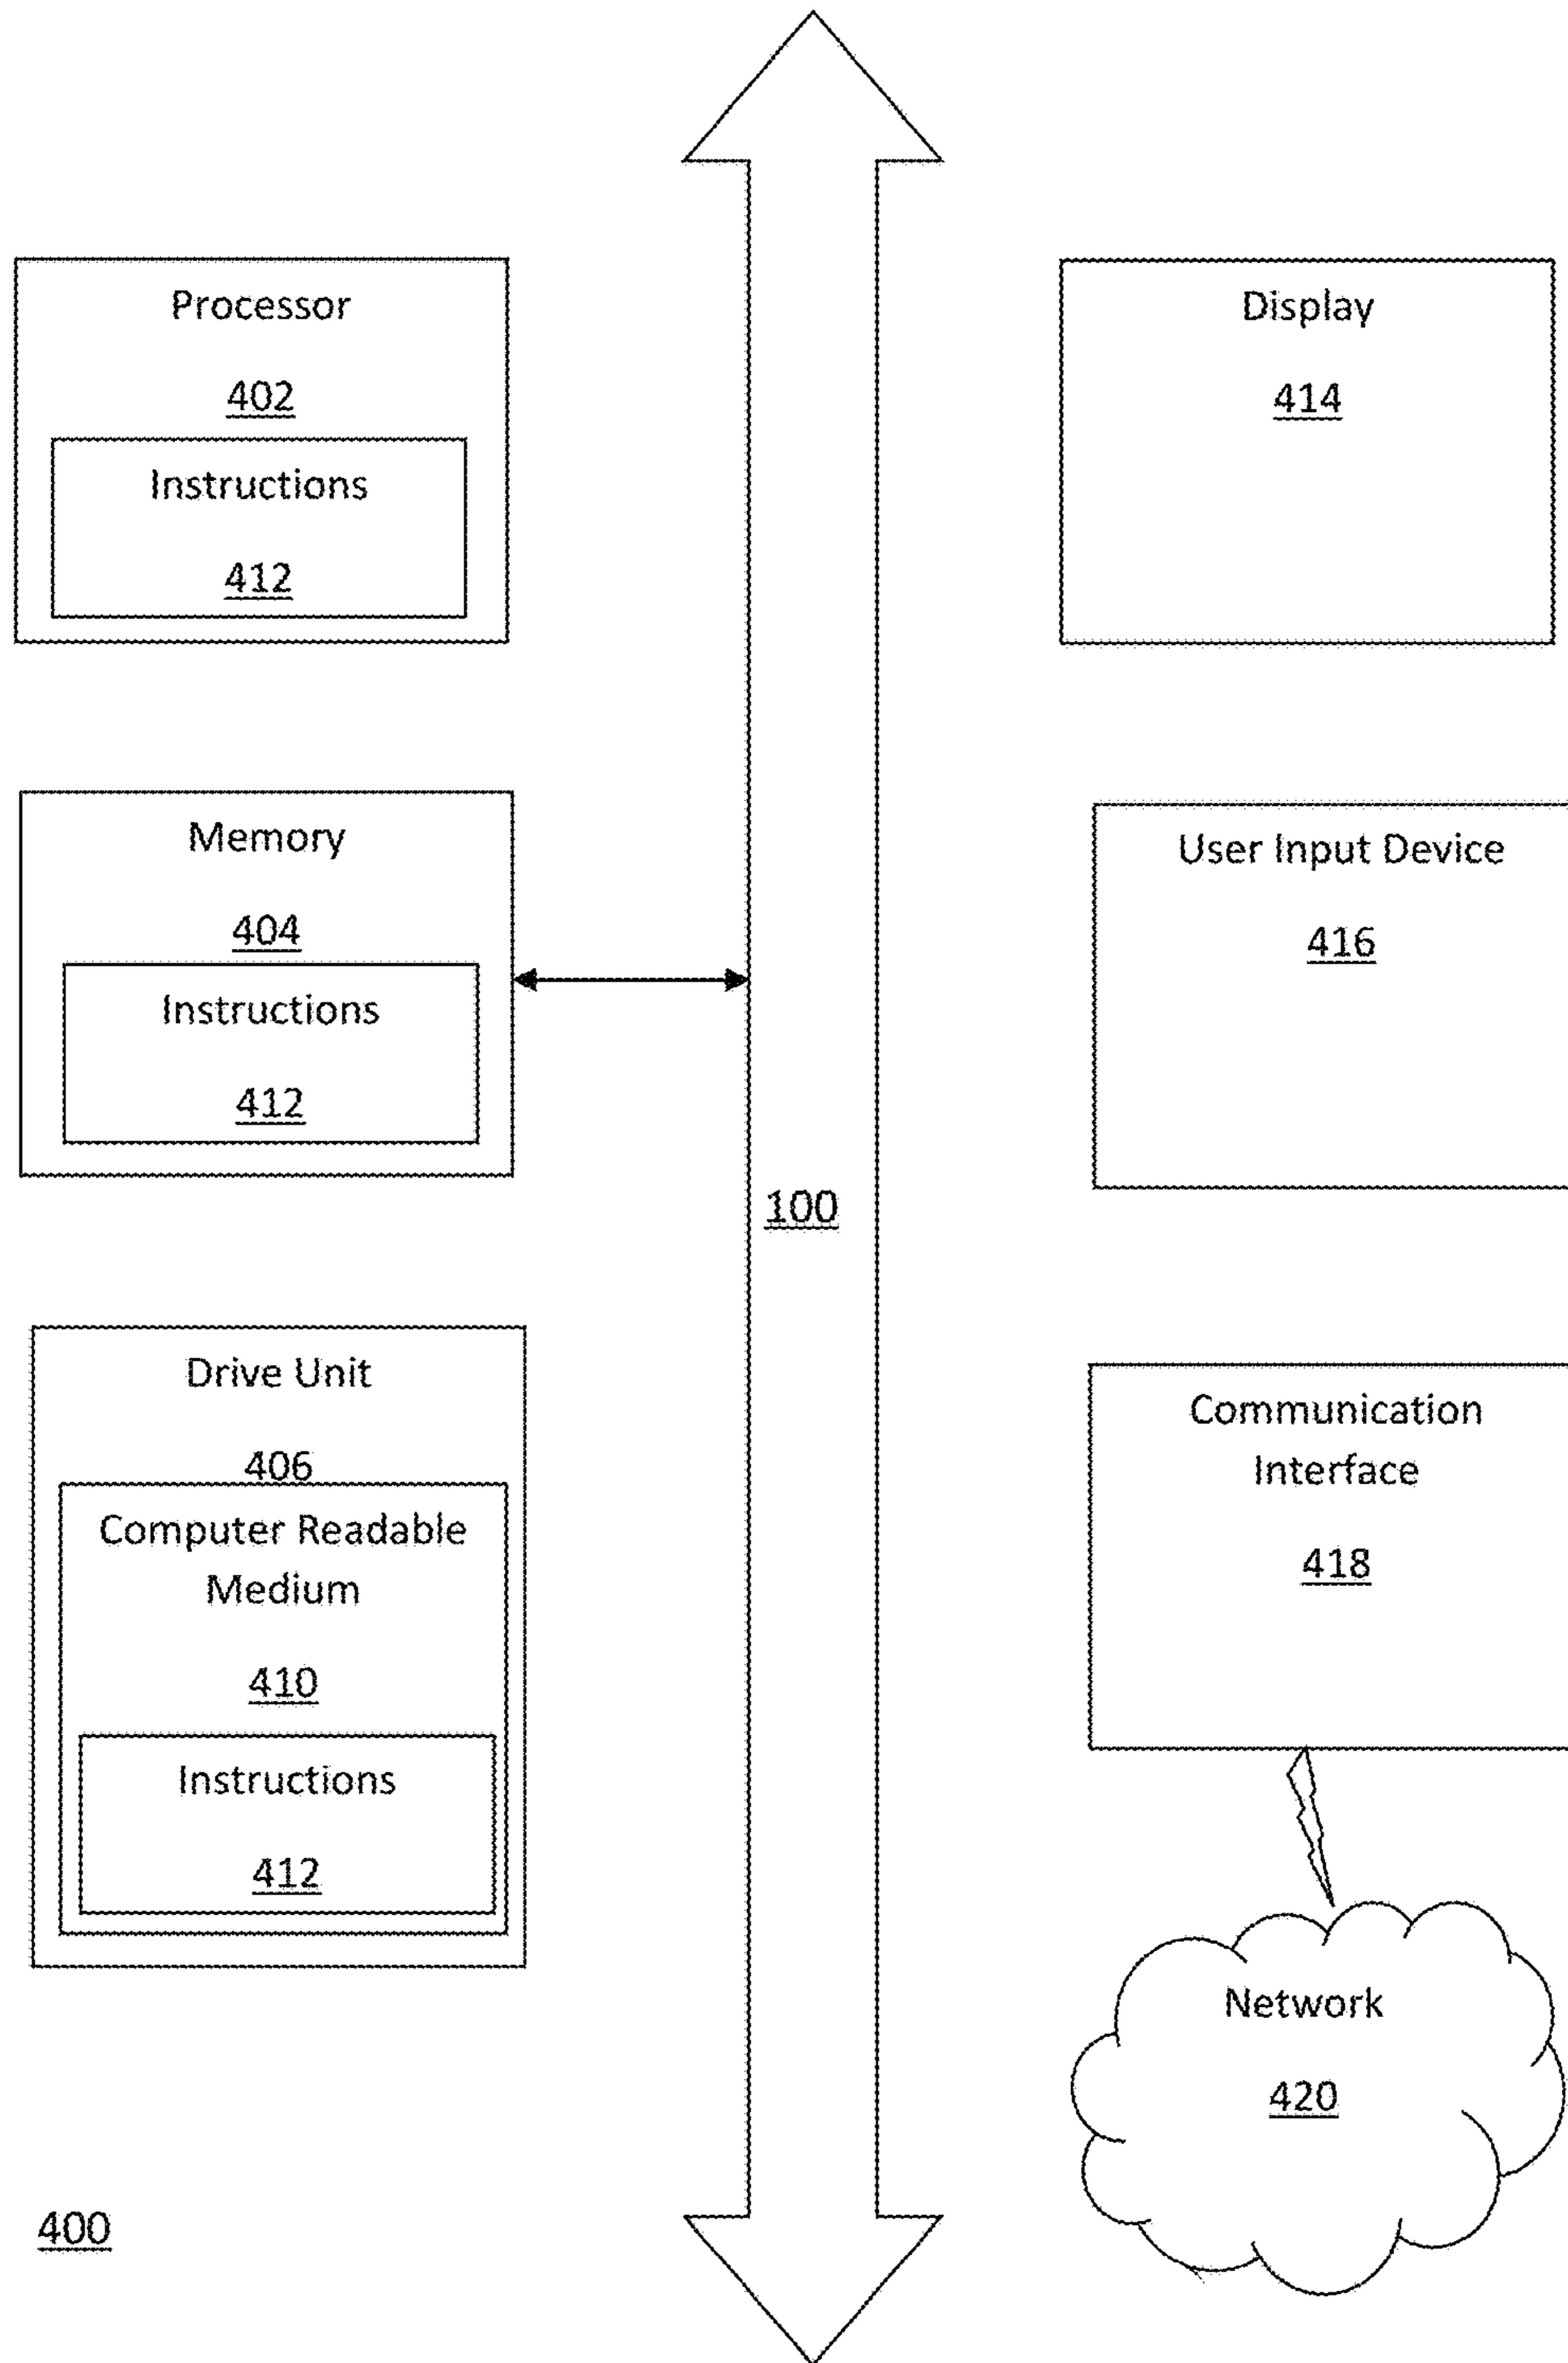 Processor
402
Instructions
412
Memory
404
Instructions
412
Drive Unit
406
Computer Readable
Medium
410
Instructions
412
400
100
Display
414
User Input Device
416
Communication
Interface
418
Network
420